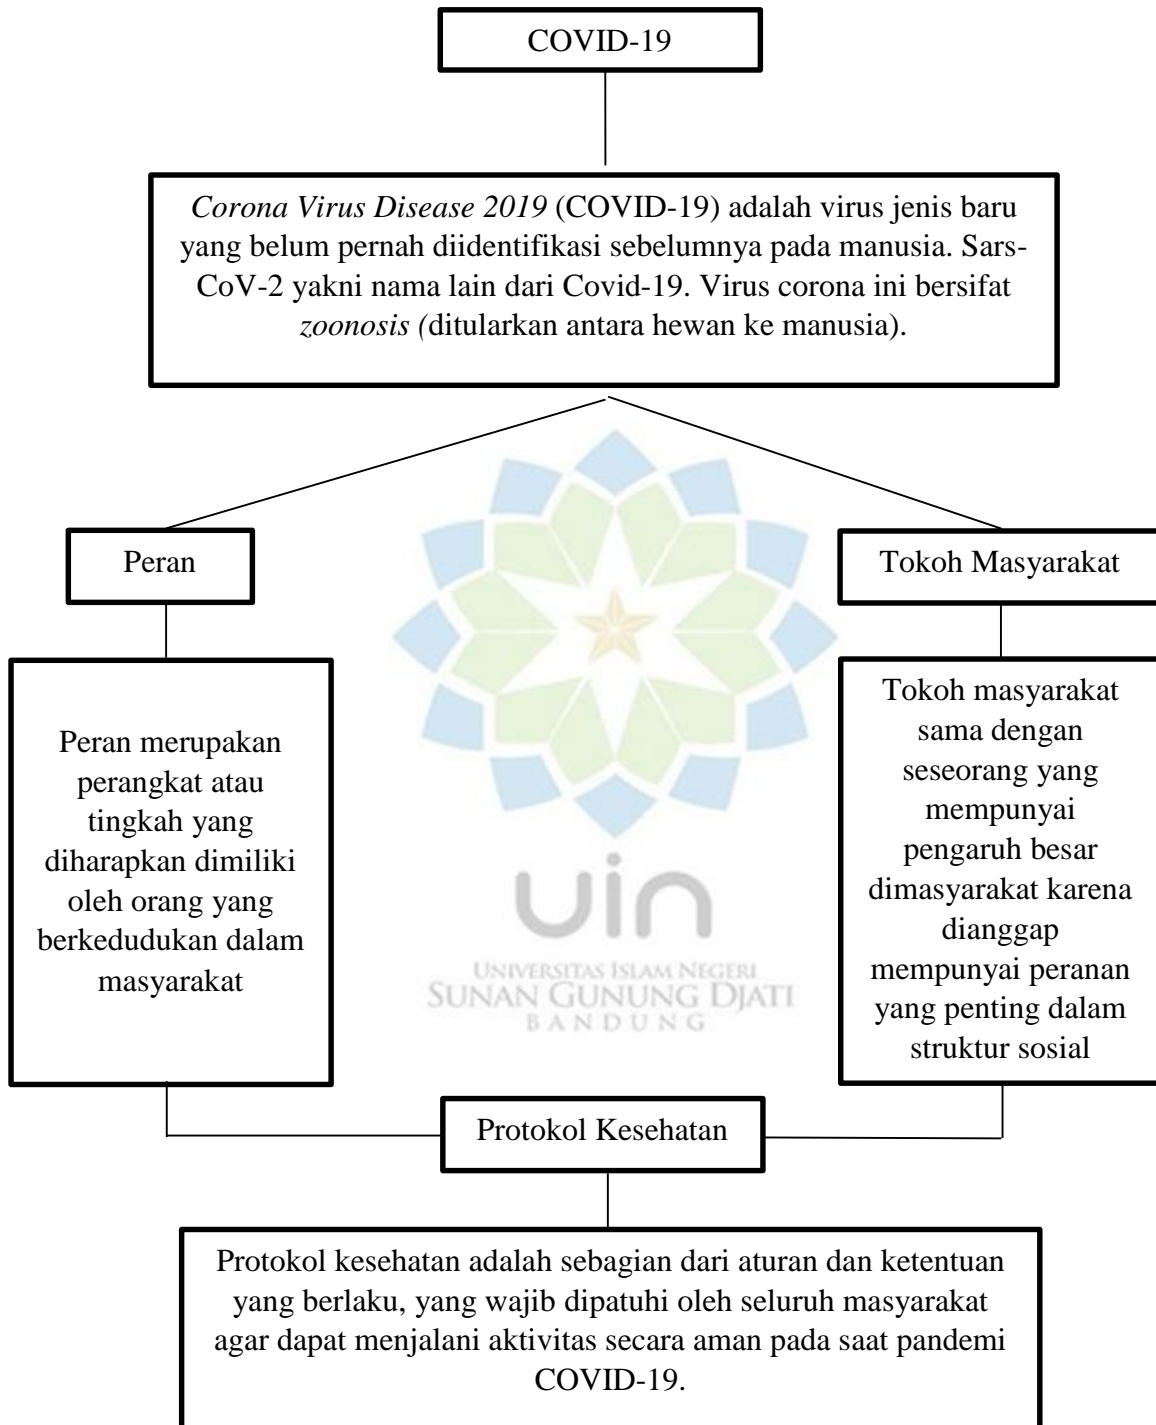 COVID-19
Corona Virus Disease 2019 (COVID-19) adalah virus jenis baru
yang belum pernah diidentifikasi sebelumnya pada manusia. Sars-
CoV-2 yakni nama lain dari Covid-19. Virus corona ini bersifat
zoonosis (ditularkan antara hewan ke manusia).
Peran
Tokoh Masyarakat
Peran merupakan
perangkat atau
tingkah yang
diharapkan dimiliki
oleh orang yang
berkedudukan dalam
masyarakat
Tokoh masyarakat
sama dengan
seseorang yang
mempunyai
pengaruh besar
dimasyarakat karena
dianggap
mempunyai peranan
yang penting dalam
struktur sosial
uin
UNIVERSITAS ISLAM NEGERI
SUNAN GUNUNG DJATI
BANDUNG
Protokol Kesehatan
Protokol kesehatan adalah sebagian dari aturan dan ketentuan
yang berlaku, yang wajib dipatuhi oleh seluruh masyarakat
agar dapat menjalani aktivitas secara aman pada saat pandemi
COVID-19.